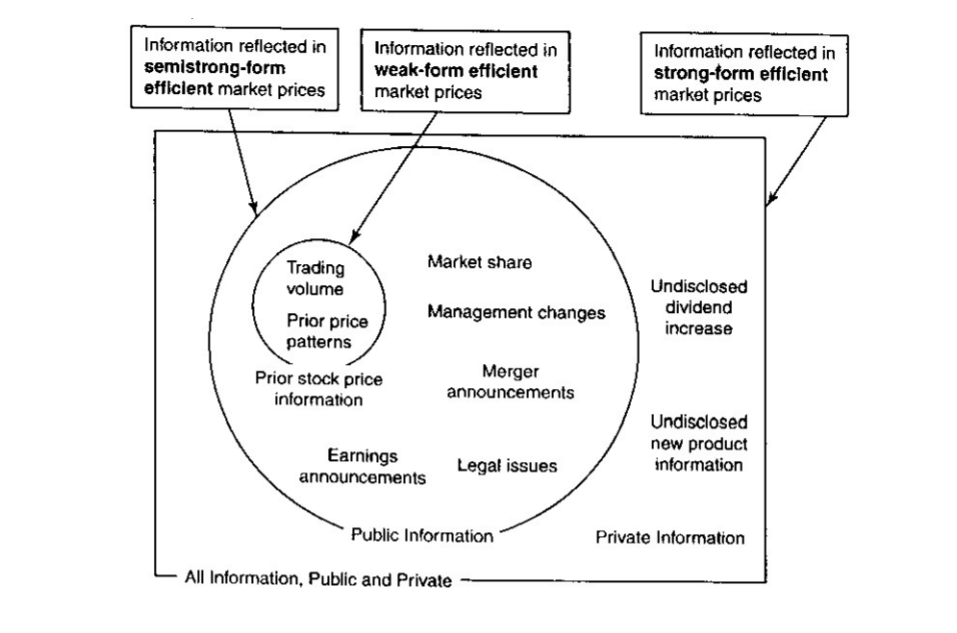 Information reflected in
semistrong-form
efficient market prices
Information reflected in
weak-form efficient
market prices
Information reflected in
strong-form efficient
market prices
Trading
volume
Prior price
patterns
Prior stock price
information
Market share
Management changes
Merger
announcements
Earnings
announcements
Legal issues
Public Information
Undisclosed
dividend
increase
Undisclosed
new product
information
Private Information
All Information, Public and Private